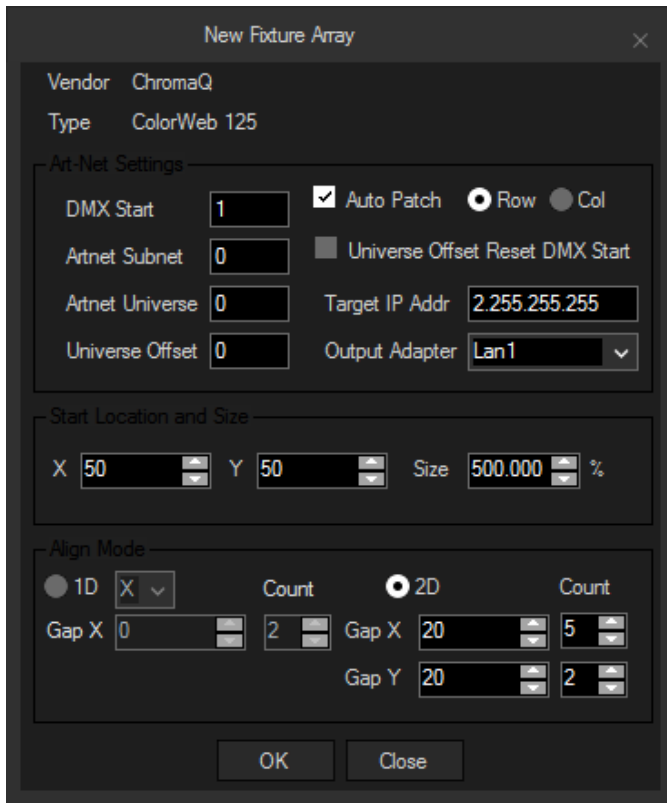 New Fixture Array
Vendor ChromaQ
Type ColorWeb 125
Art-Net Settings
DMX Start 1 Auto Patch Row Col
Artnet Subnet 0 Universe Offset Reset DMX Start
Artnet Universe 0 Target IP Addr 2.255.255.255
Universe Offset 0 Output Adapter Lan1
Start Location and Size
X 50 Y 50 Size 500.000 %
Align Mode
1D X Count 2D Count
Gap X 0 2 Gap X 20 5
Gap Y 20 2
OK Close